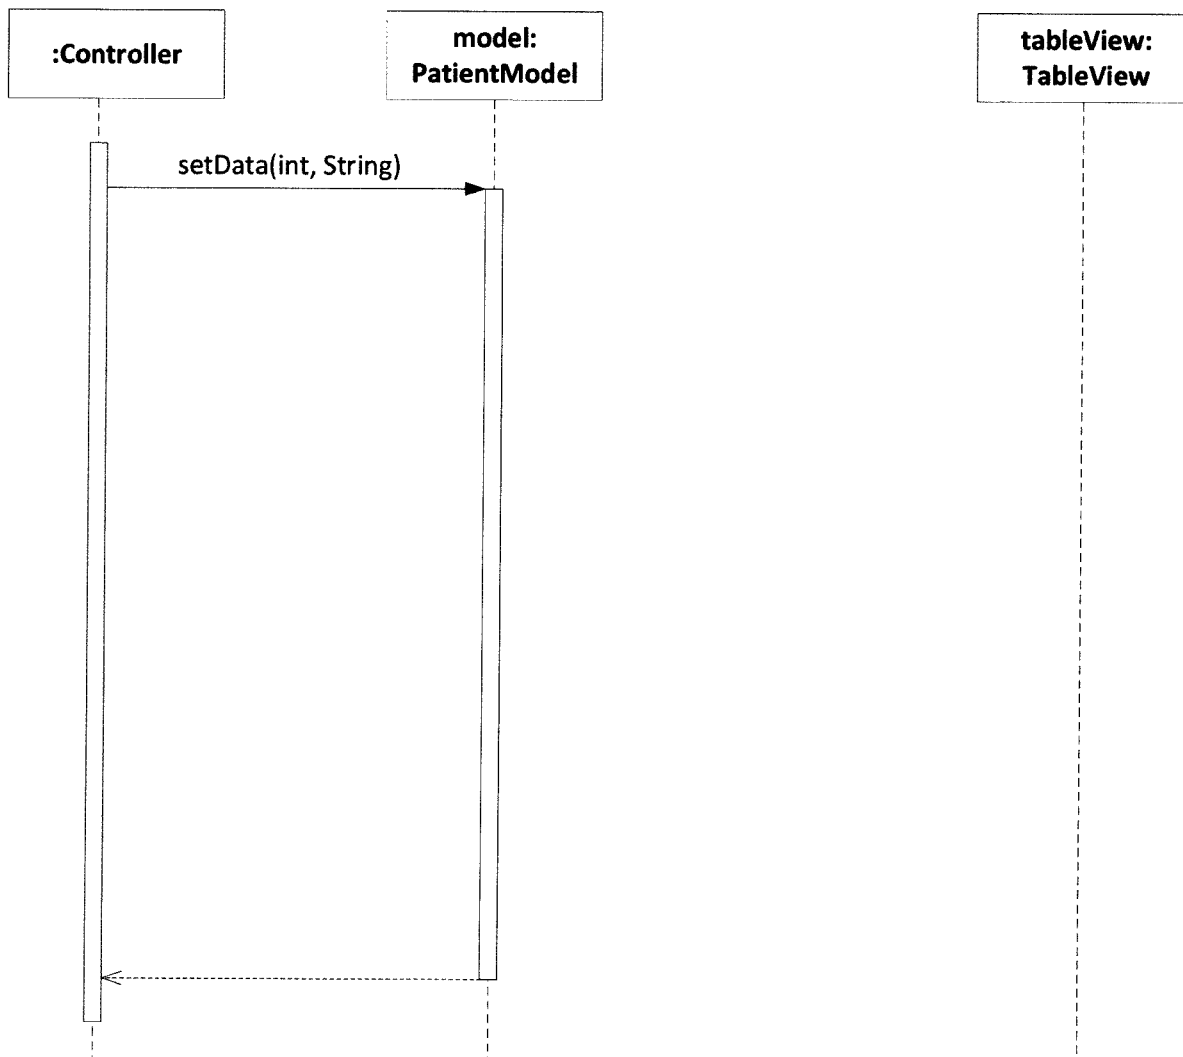 :Controller
model:
PatientModel
tableView:
TableView
setData(int, String)